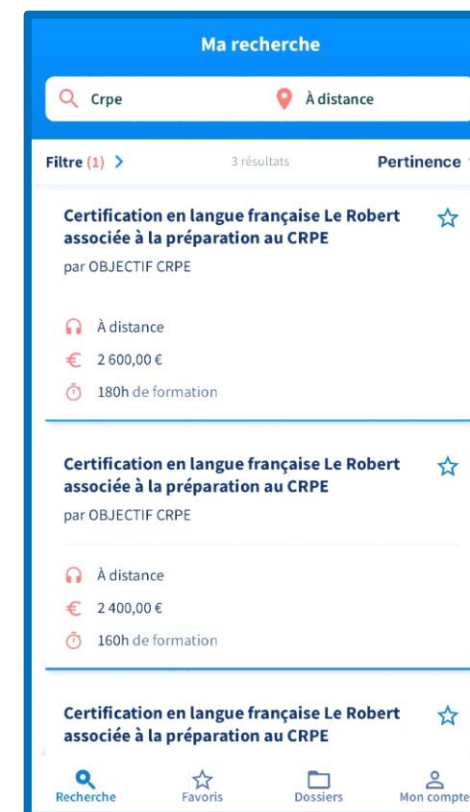 Ma recherche
Crpe À distance
Filtre (1) > 3 résultats Pertinence
Certification en langue française Le Robert
associée à la préparation au CRPE
par OBJECTIF CRPE
À distance
€ 2 600,00 €
180h de formation
Certification en langue française Le Robert
associée à la préparation au CRPE
par OBJECTIF CRPE
À distance
€ 2 400,00 €
160h de formation
Certification en langue française Le Robert
associée à la préparation au CRPE
Recherche Favoris Dossiers Mon compte